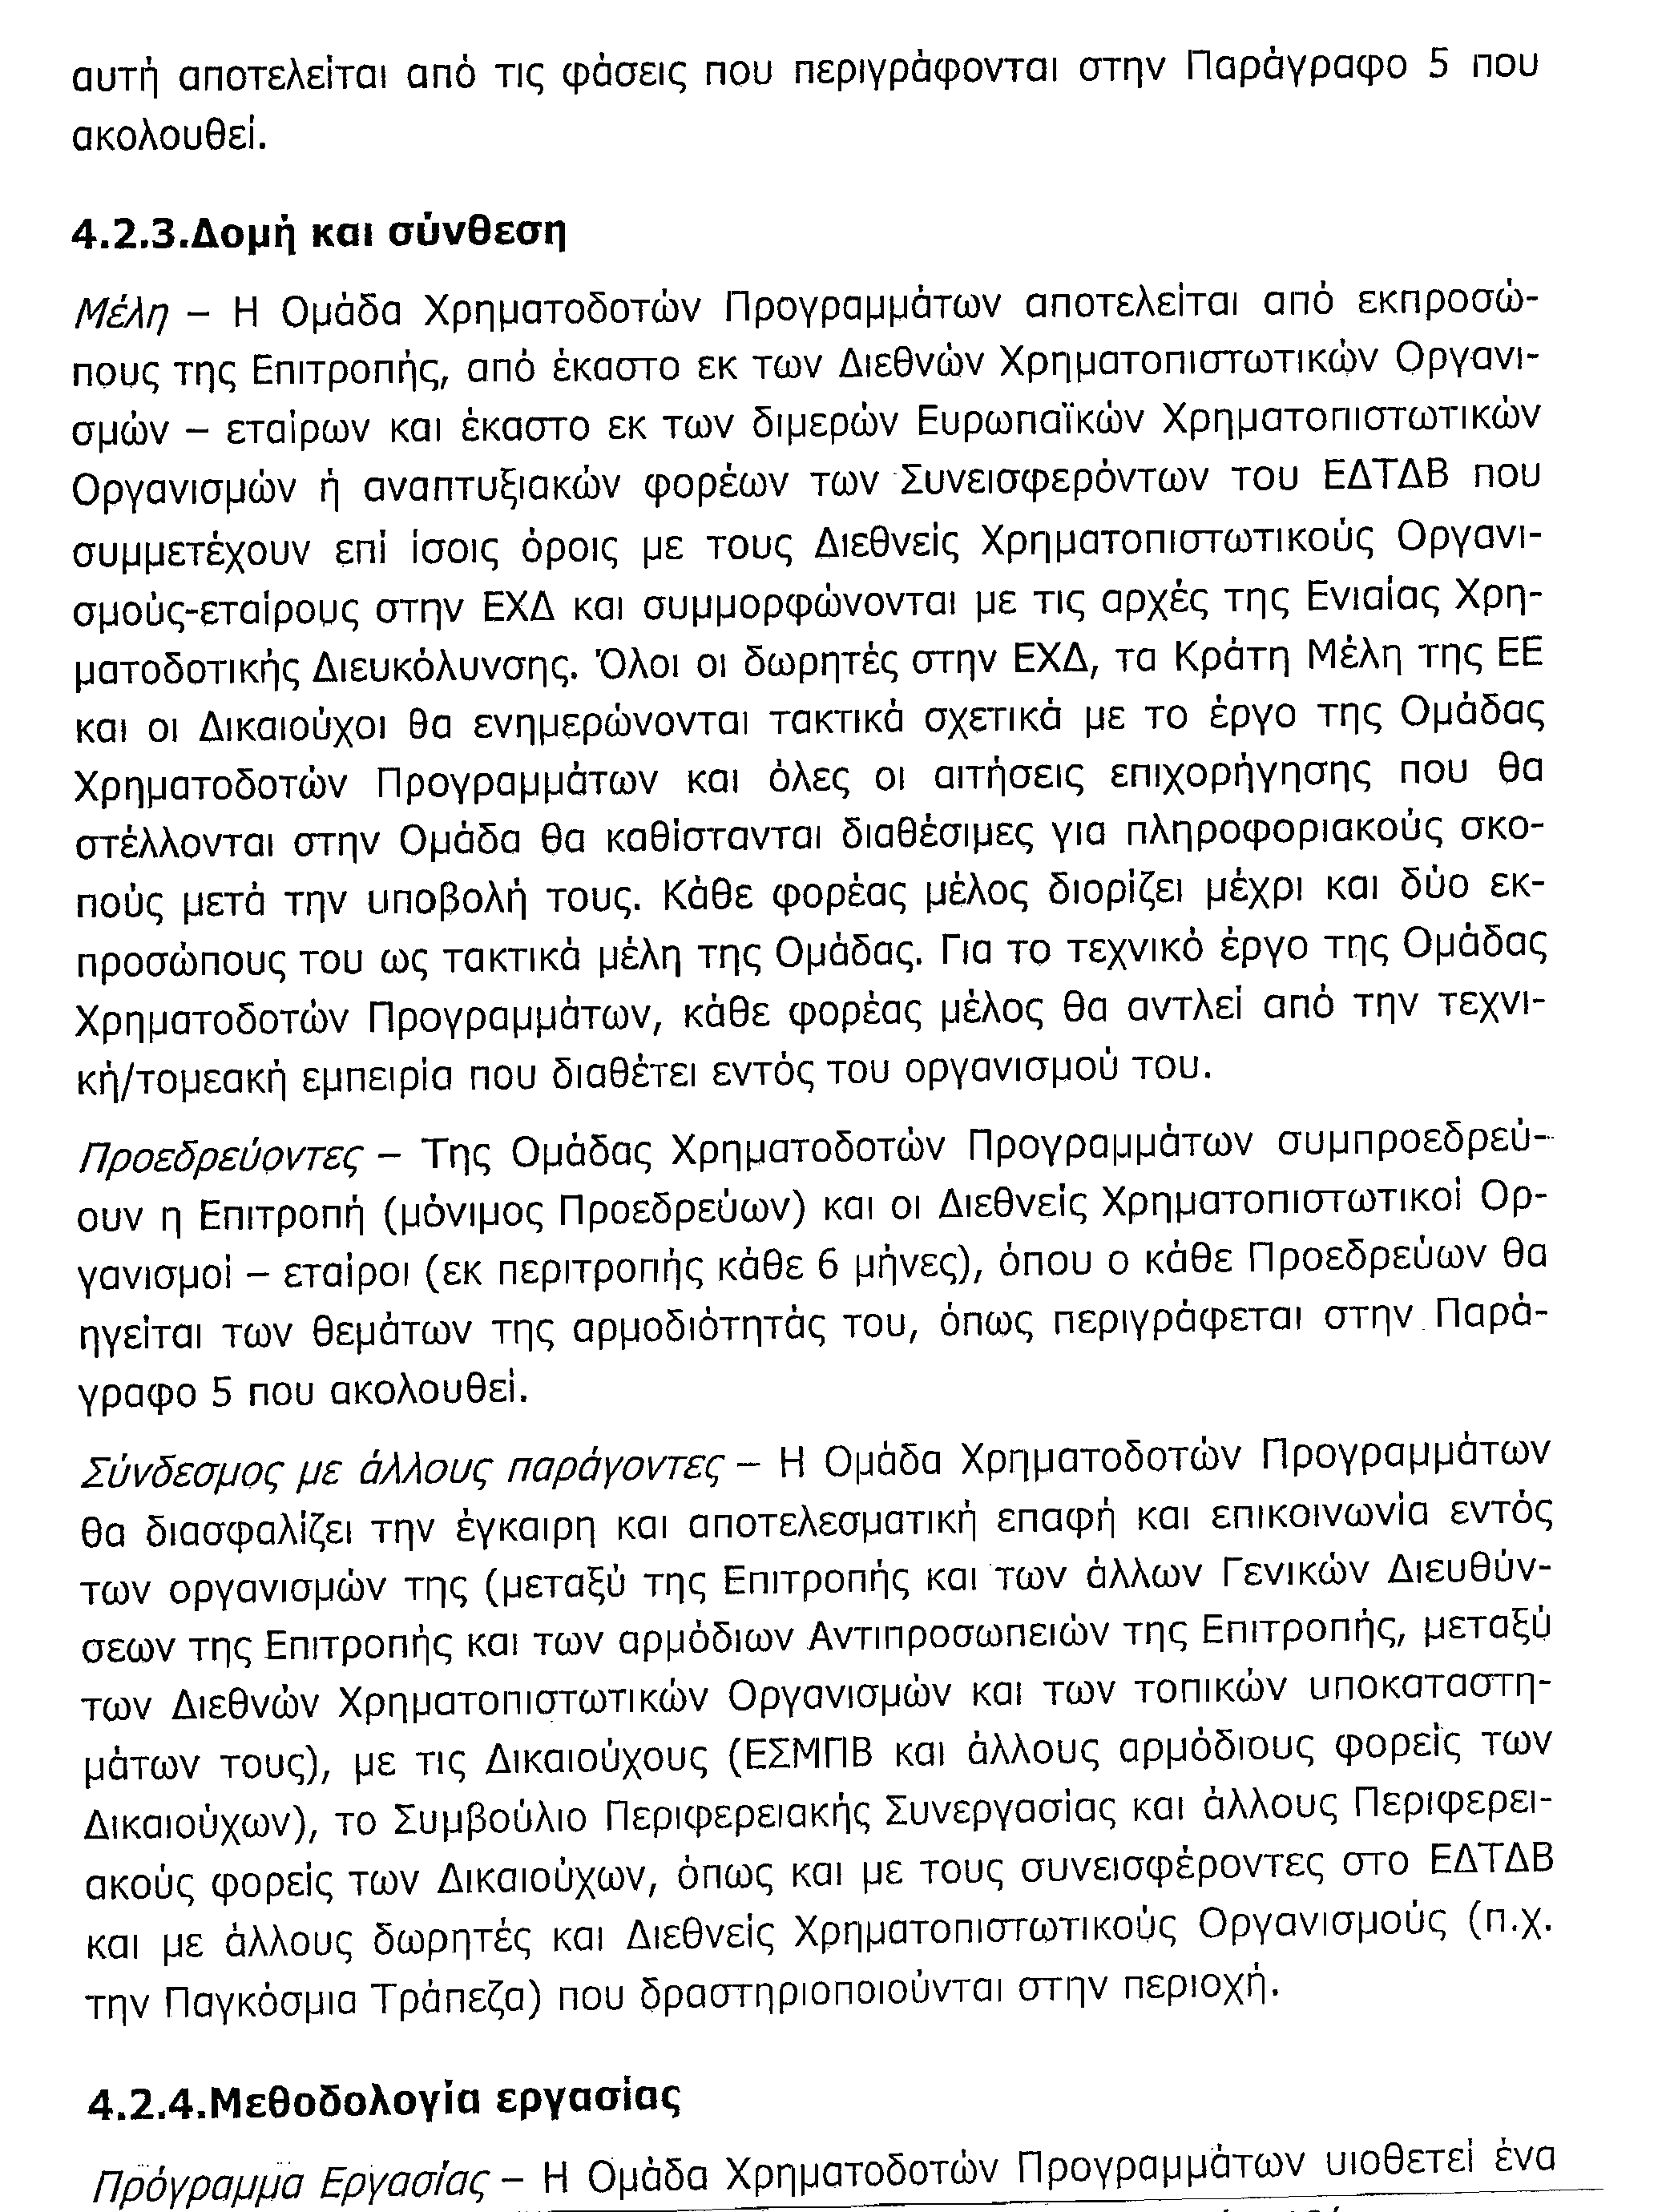 αυτή αποτελείται από τις φάσεις που περιγράφονται στην Παράγραφο 5 που
ακολουθεί.
4.2.3.Δομή και σύνθεση
Μέλη – Η Ομάδα Χρηματοδοτών Προγραμμάτων αποτελείται από εκπροσώ-
πους της Επιτροπής, από έκαστο εκ των Διεθνών Χρηματοπιστωτικών Οργανι-
σμών – εταίρων και έκαστο εκ των διμερών Ευρωπαϊκών Χρηματοπιστωτικών
Οργανισμών ή αναπτυξιακών φορέων των Συνεισφερόντων του ΕΔΤΔΒ που
συμμετέχουν επί ίσοις όροις με τους Διεθνείς Χρηματοπιστωτικούς Οργανι-
σμούς-εταίρους στην ΕΧΔ και συμμορφώνονται με τις αρχές της Ενιαίας Χρη-
ματοδοτικής Διευκόλυνσης. Όλοι οι δωρητές στην ΕΧΔ, τα Κράτη Μέλη της ΕΕ
και οι Δικαιούχοι θα ενημερώνονται τακτικά σχετικά με το έργο της Ομάδας
Χρηματοδοτών Προγραμμάτων και όλες οι αιτήσεις επιχορήγησης που θα
στέλλονται στην Ομάδα θα καθίστανται διαθέσιμες για πληροφοριακούς σκο-
πούς μετά την υποβολή τους. Κάθε φορέας μέλος διορίζει μέχρι και δύο εκ-
προσώπους του ως τακτικά μέλη της Ομάδας. Για το τεχνικό έργο της Ομάδας
Χρηματοδοτών Προγραμμάτων, κάθε φορέας μέλος θα αντλεί από την τεχνι-
κή/τομεακή εμπειρία που διαθέτει εντός του οργανισμού του.
Προεδρεύοντες – Της Ομάδας Χρηματοδοτών Προγραμμάτων συμπροεδρεύ-
ουν η Επιτροπή (μόνιμος Προεδρεύων) και οι Διεθνείς Χρηματοπιστωτικοί Ορ-
γανισμοί – εταίροι (εκ περιτροπής κάθε 6 μήνες), όπου ο κάθε Προεδρεύων θα
ηγείται των θεμάτων της αρμοδιότητάς του, όπως περιγράφεται στην Παρά-
γραφο 5 που ακολουθεί.
Σύνδεσμος με άλλους παράγοντες – Η Ομάδα Χρηματοδοτών Προγραμμάτων
θα διασφαλίζει την έγκαιρη και αποτελεσματική επαφή και επικοινωνία εντός
των οργανισμών της (μεταξύ της Επιτροπής και των άλλων Γενικών Διευθύν-
σεων της Επιτροπής και των αρμόδιων Αντιπροσωπειών της Επιτροπής, μεταξύ
των Διεθνών Χρηματοπιστωτικών Οργανισμών και των τοπικών υποκαταστη-
μάτων τους), με τις Δικαιούχους (ΕΣΜΠΒ και άλλους αρμόδιους φορείς των
Δικαιούχων), το Συμβούλιο Περιφερειακής Συνεργασίας και άλλους Περιφερει-
ακούς φορείς των Δικαιούχων, όπως και με τους συνεισφέροντες στο ΕΔΤΔΒ
και με άλλους δωρητές και Διεθνείς Χρηματοπιστωτικούς Οργανισμούς (π.χ.
την Παγκόσμια Τράπεζα) που δραστηριοποιούνται στην περιοχή.
4.2.4.Μεθοδολογία εργασίας
Πρόγραμμα Εργασίας – Η Ομάδα Χρηματοδοτών Προγραμμάτων υιοθετεί ένα